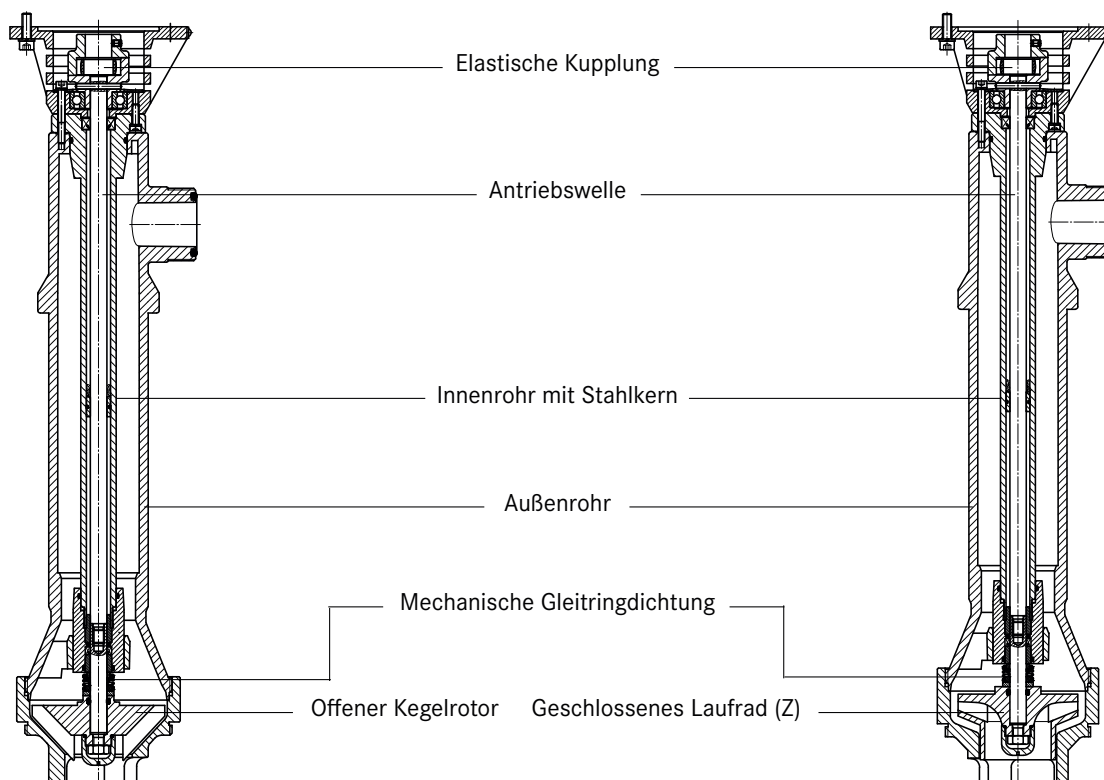 Elastische Kupplung
Antriebswelle
Innenrohr mit Stahlkern
Außenrohr
Mechanische Gleitringdichtung
Offener Kegelrotor Geschlossenes Laufrad (Z)